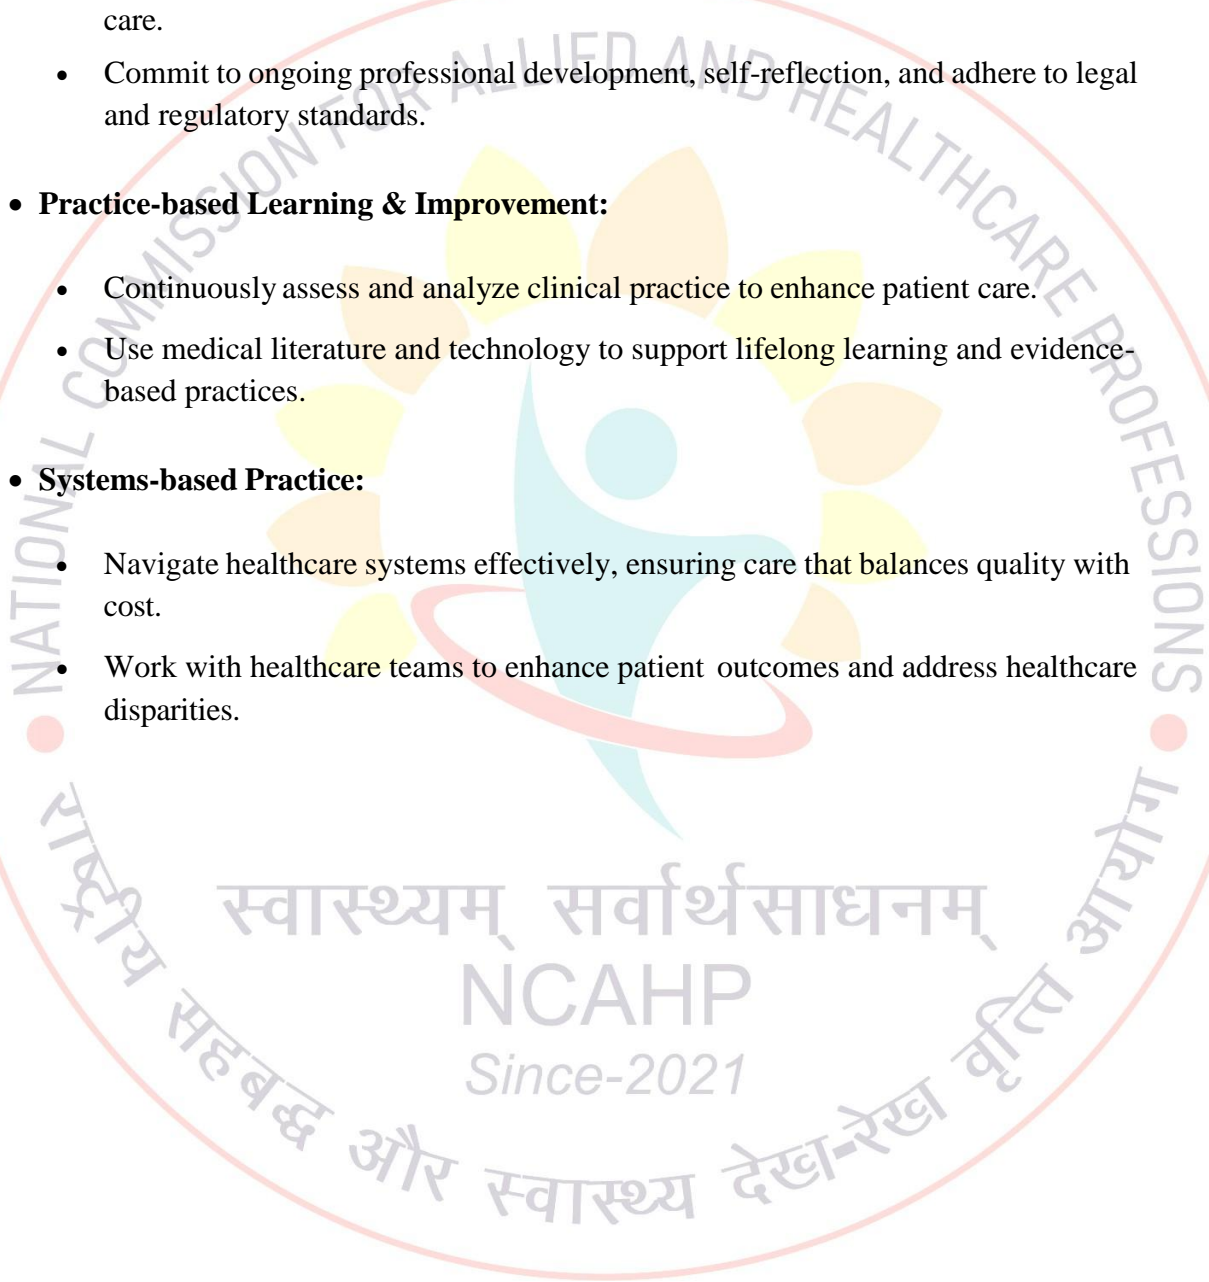 care.
• Commit to ongoing professional development, self-reflection, and adhere to legal
and regulatory standards.
• Practice-based Learning & Improvement:
• Continuously assess and analyze clinical practice to enhance patient care.
• Use medical literature and technology to support lifelong learning and evidence-
based practices.
• Systems-based Practice:
• Navigate healthcare systems effectively, ensuring care that balances quality with
cost.
• Work with healthcare teams to enhance patient outcomes and address healthcare
disparities.
NATIONAL COMMISSION FOR ALLIED AND HEALTHCARE PROFESSIONS
स्वास्थ्यम् सर्वार्थसाधनम्
NCAHP
Since-2021
राष्ट्रीय सहबद्ध और स्वास्थ्य देख-रेख वृत्ति आयोग